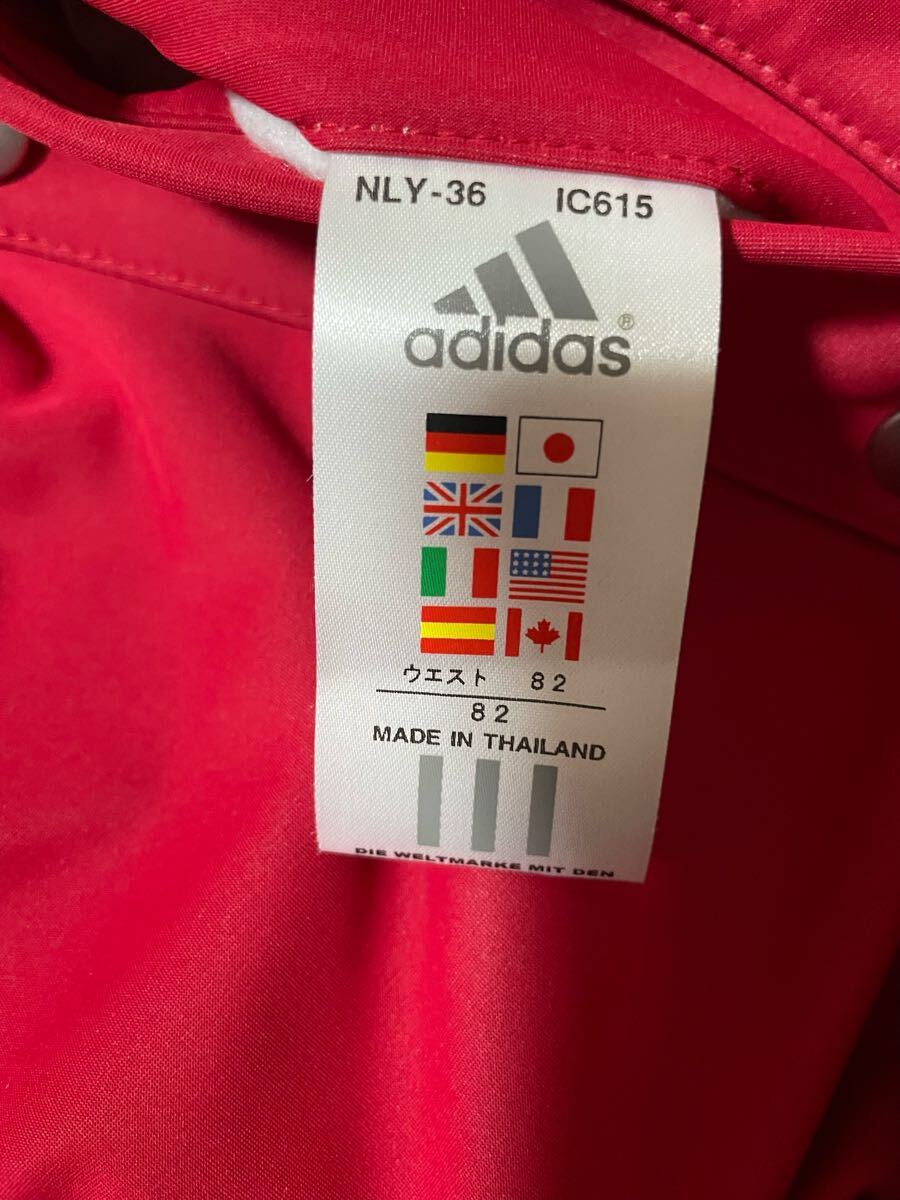 NLY-36 IC615
adidas®
ウエスト 82
82
MADE IN THAILAND
DIE WELTMARKE MIT DEN